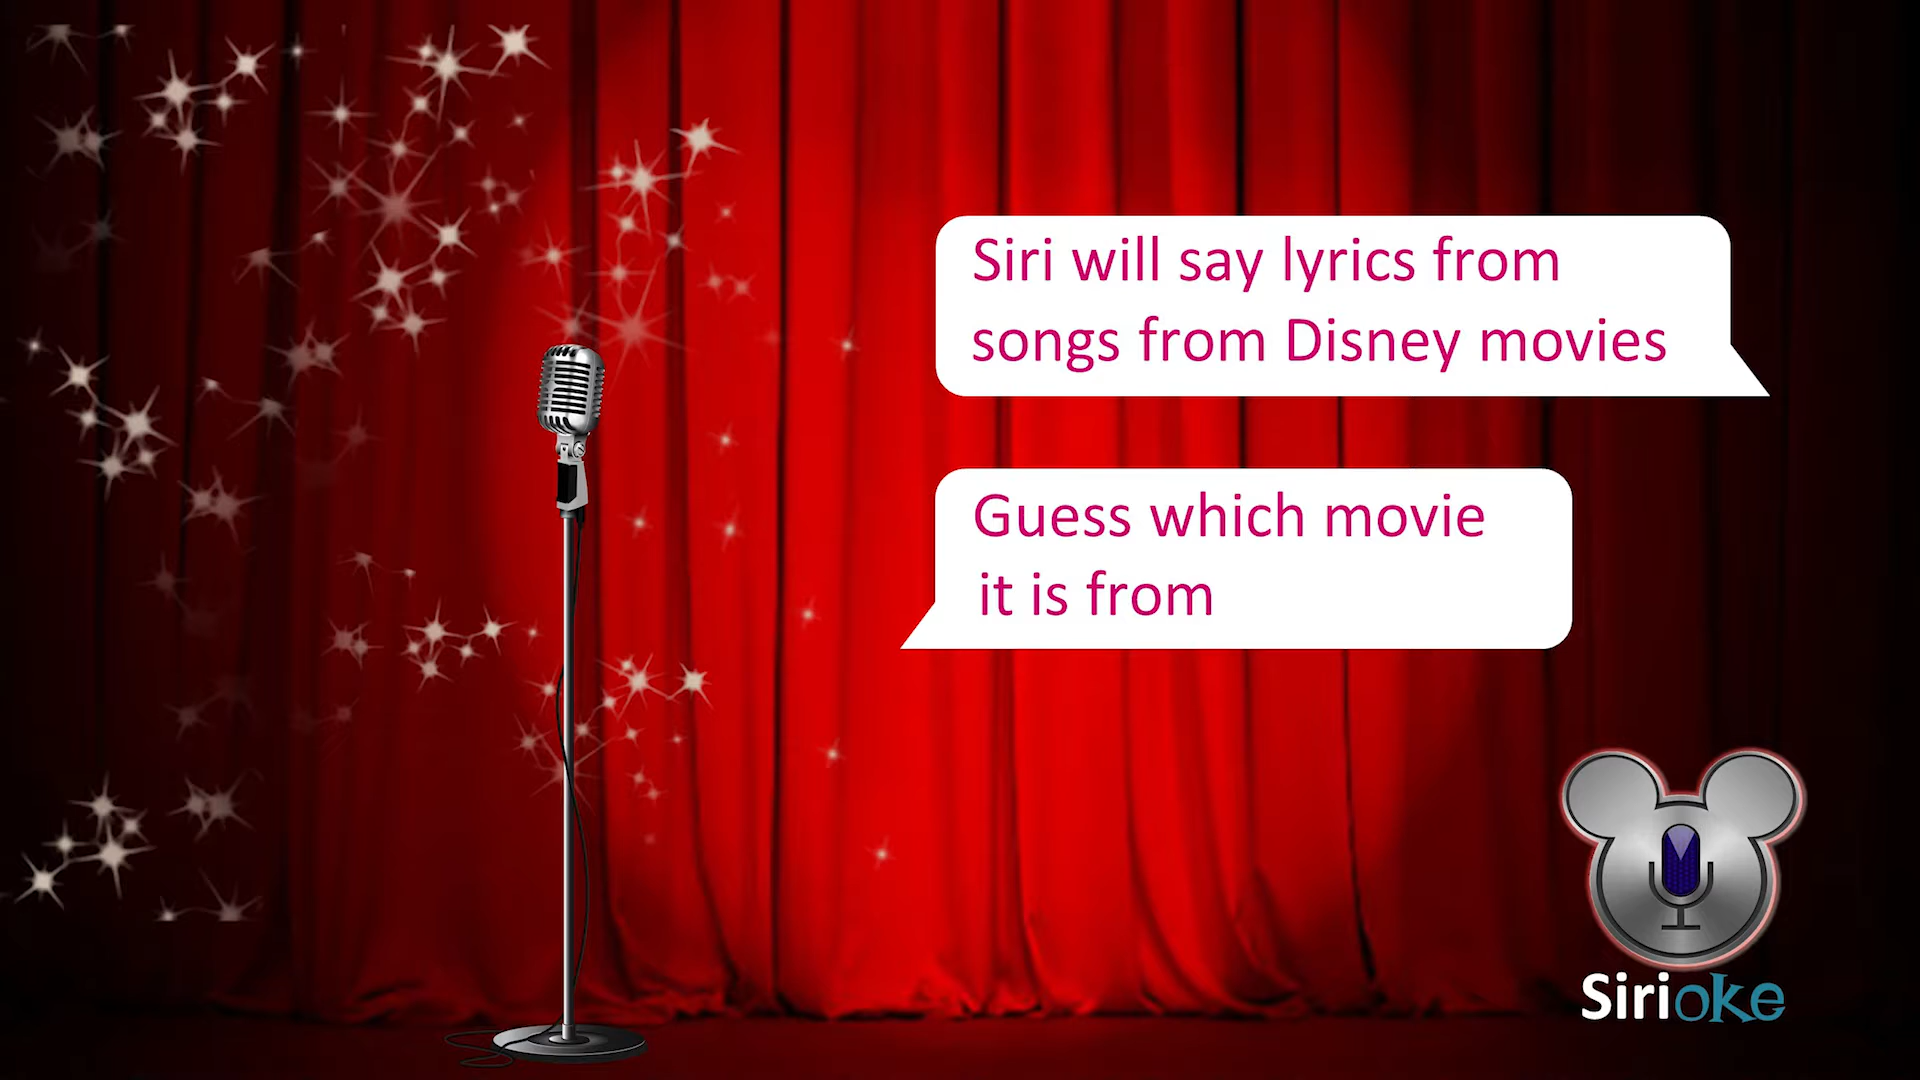 Siri will say lyrics from
songs from Disney movies
Guess which movie
it is from
Sirioke